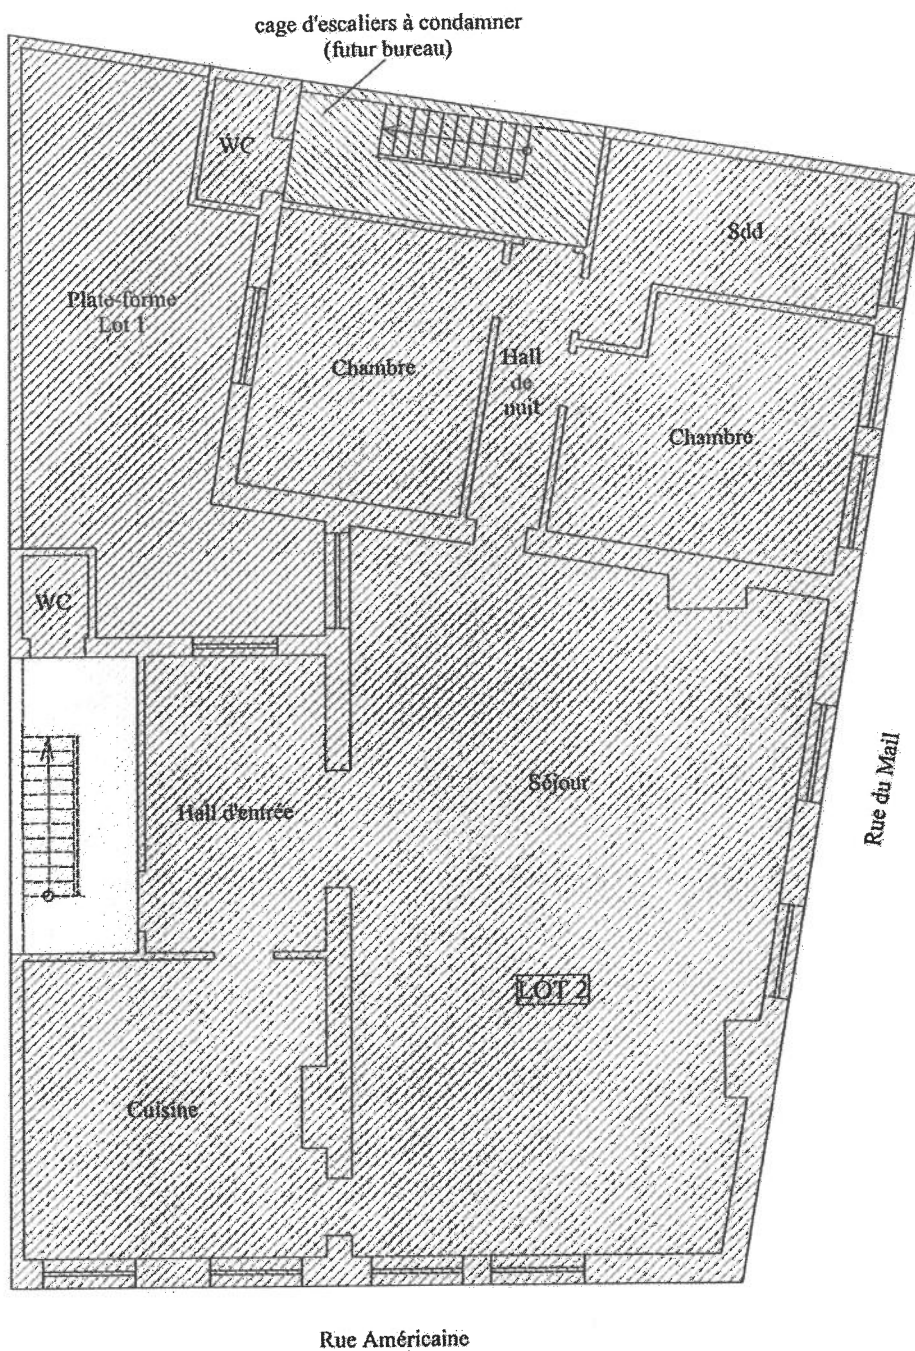 cage d'escaliers à condamner
(futur bureau)
WC
Sdd
Plate-forme
Lot 1
Chambre
Hall
de
nuit
Chambre
WC
Séjour
Hall d'entrée
Rue du Mail
LOT 2
Cuisine
Rue Américaine